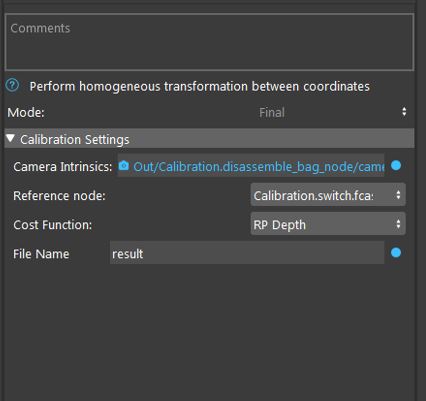 Comments
Perform homogeneous transformation between coordinates
Mode: Final
Calibration Settings
Camera Intrinsics: Out/Calibration.disassemble_bag_node/came
Reference node: Calibration.switch.fcas
Cost Function: RP Depth
File Name result